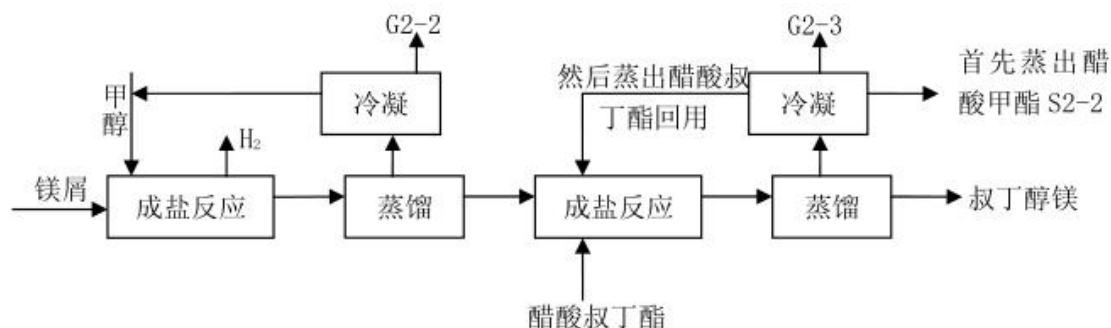 G2-2
G2-3
首先蒸出醋
酸甲酯 S2-2
然后蒸出醋酸叔
丁酯回用
冷凝
冷凝
甲醇
H₂
镁屑
成盐反应
蒸馏
成盐反应
蒸馏
叔丁醇镁
醋酸叔丁酯